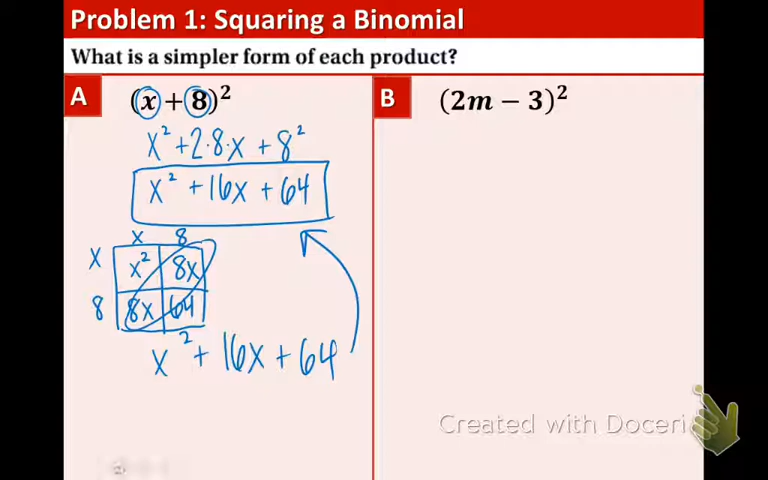 Problem 1: Squaring a Binomial
What is a simpler form of each product?
A (x + 8)²
x² + 2·8·x + 8²
x² + 16x + 64
x 8
x x² 8x
8 8x 64
x² + 16x + 64
B (2m − 3)²
Created with Doceri